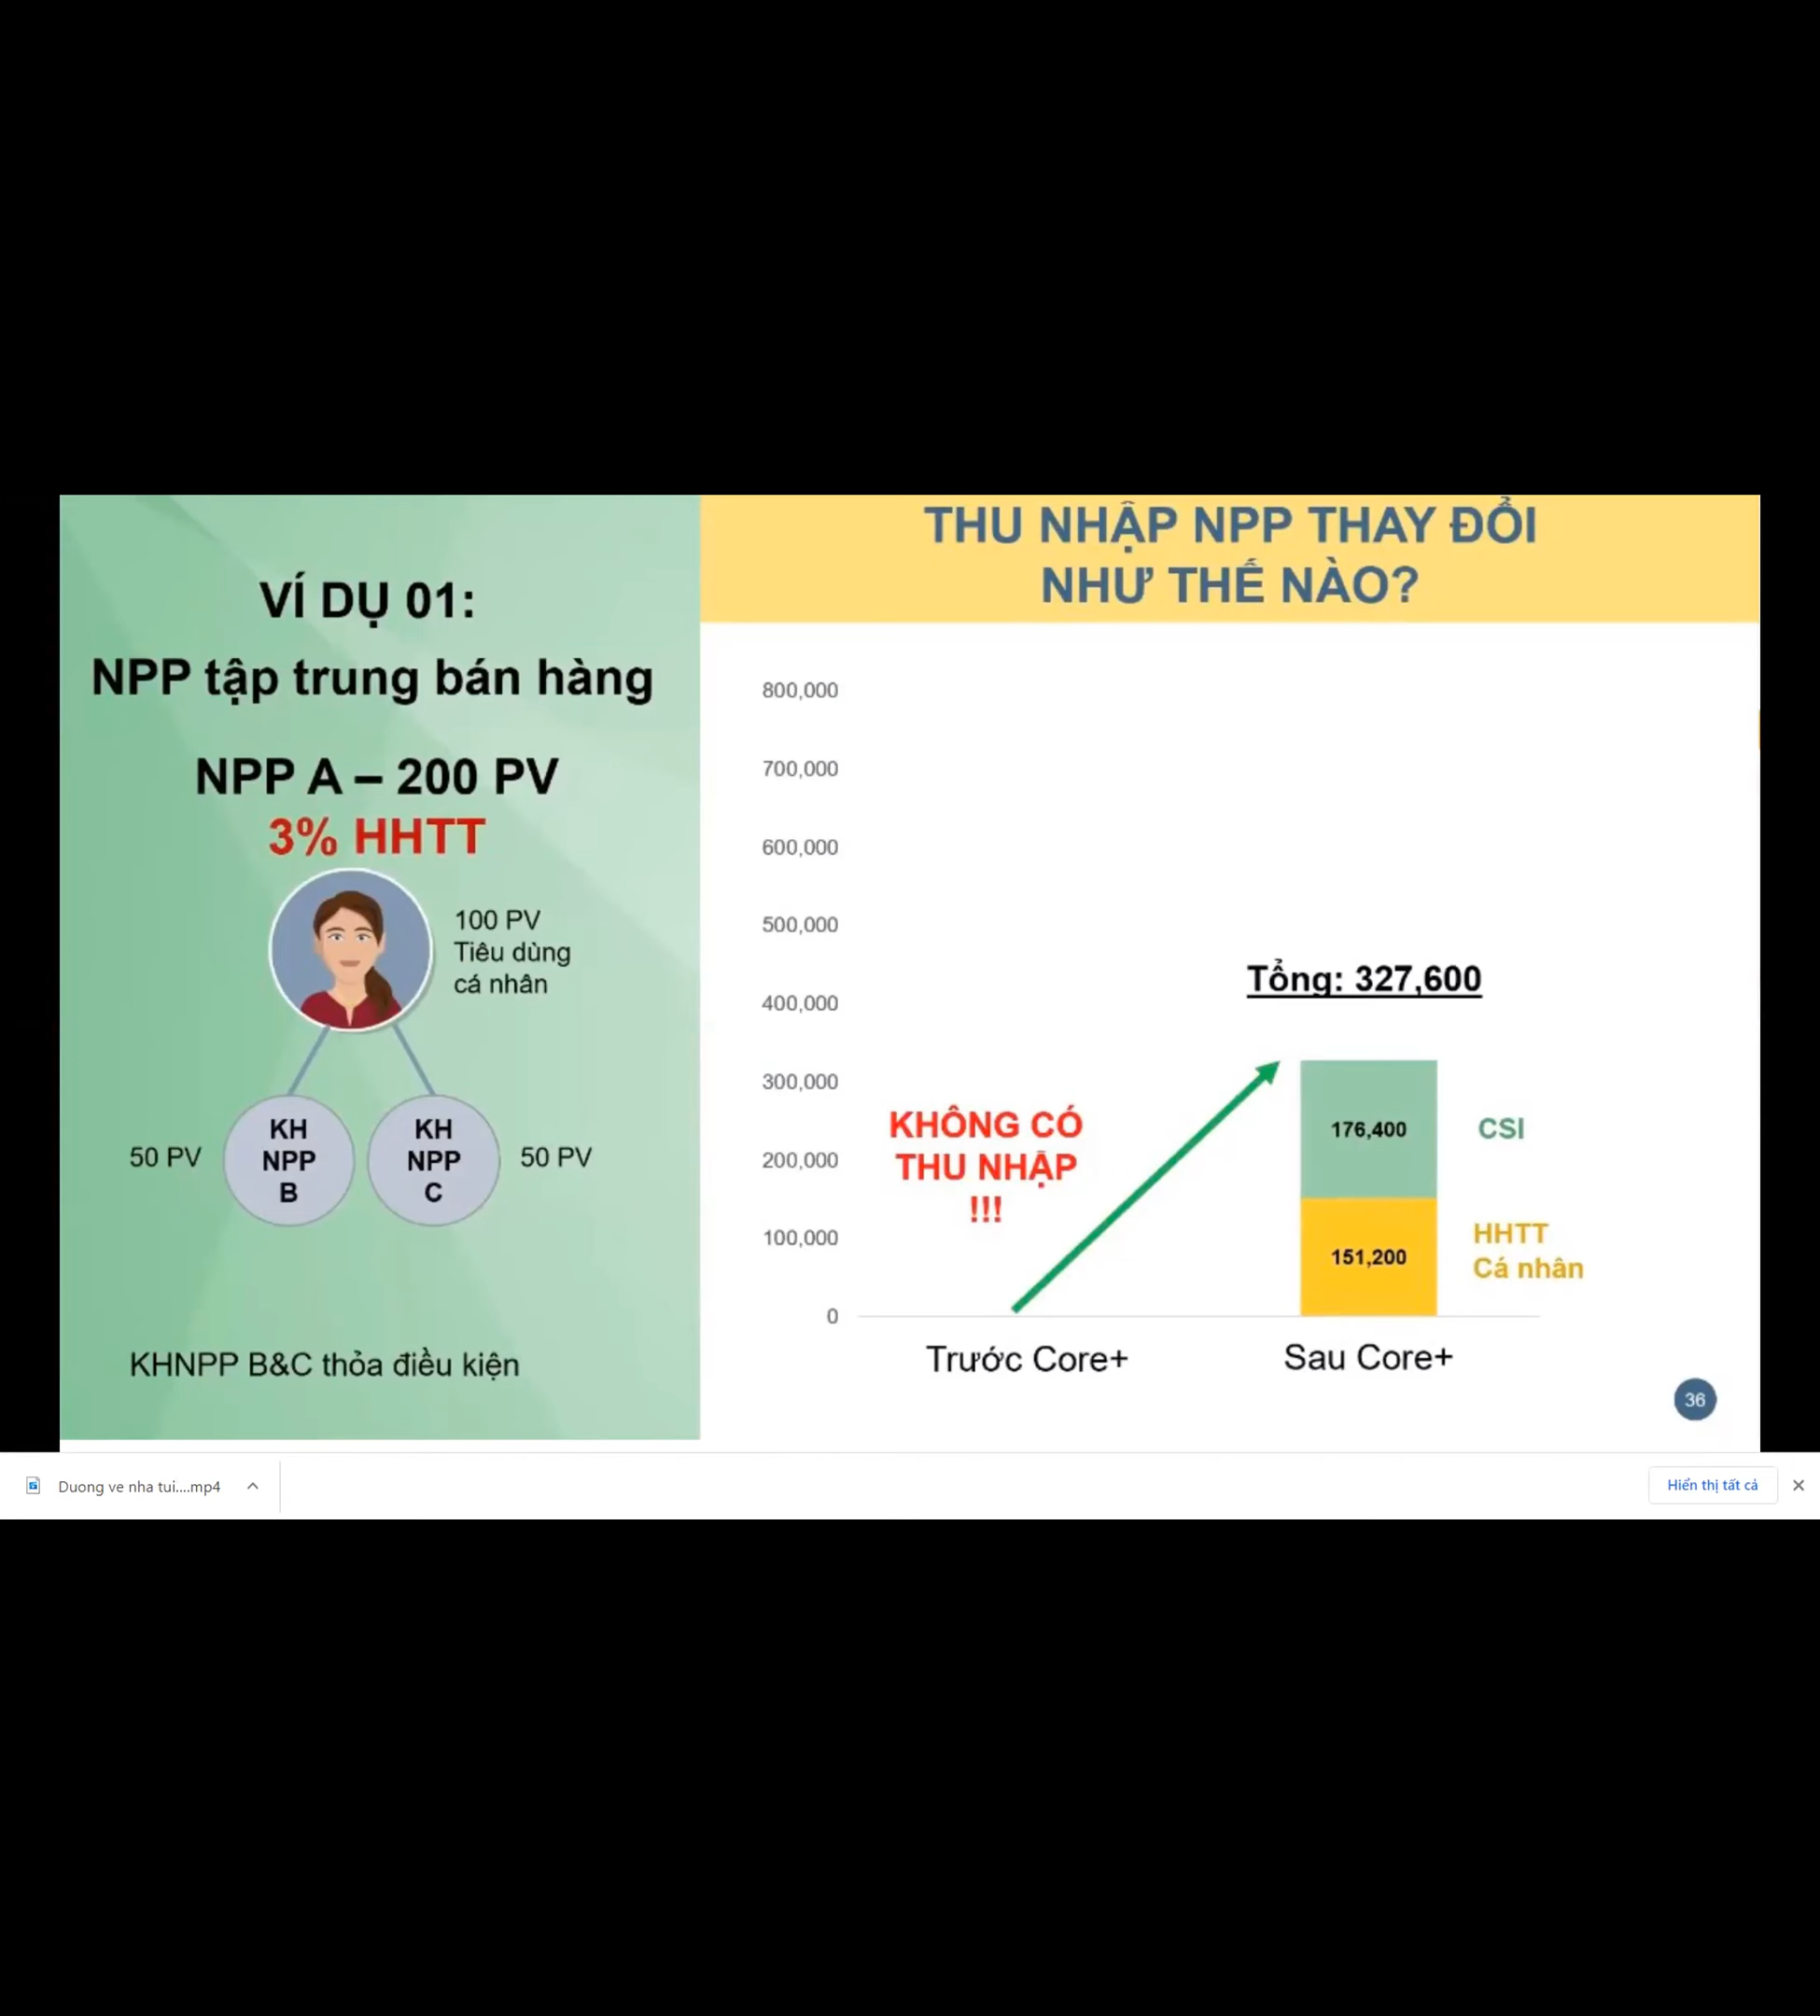 VÍ DỤ 01:
NPP tập trung bán hàng
NPP A – 200 PV
3% HHTT
100 PV
Tiêu dùng
cá nhân
50 PV
KH
NPP
B
KH
NPP
C
50 PV
KHNPP B&C thỏa điều kiện
THU NHẬP NPP THAY ĐỔI
NHƯ THẾ NÀO?
800,000
700,000
600,000
500,000
400,000
300,000
200,000
100,000
0
KHÔNG CÓ
THU NHẬP
!!!
Tổng: 327,600
176,400
CSI
151,200
HHTT
Cá nhân
Trước Core+
Sau Core+
36
Duong ve nha tui....mp4
Hiển thị tất cả